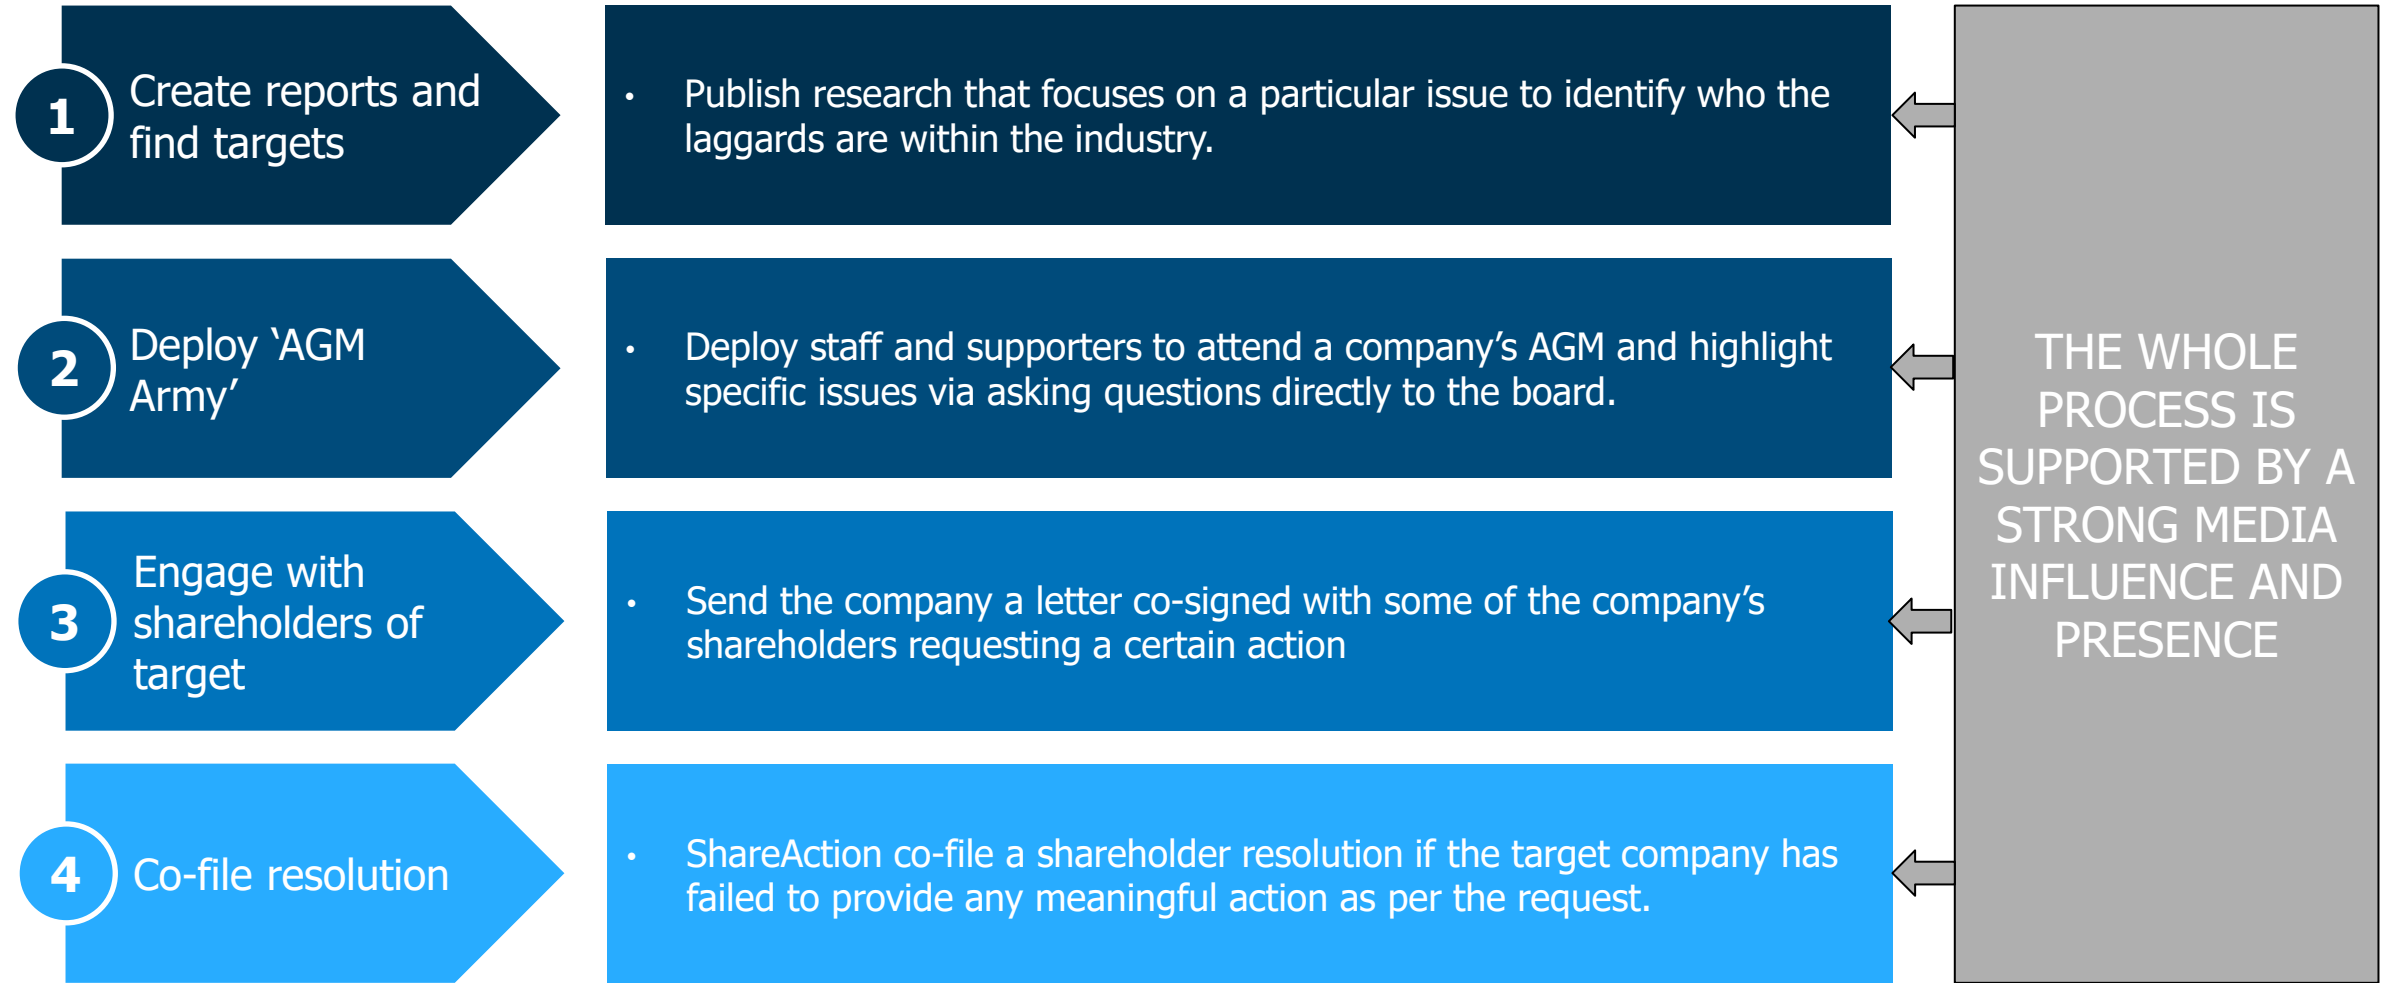 1
Create reports and
find targets
• Publish research that focuses on a particular issue to identify who the
laggards are within the industry.
2
Deploy ‘AGM
Army’
• Deploy staff and supporters to attend a company’s AGM and highlight
specific issues via asking questions directly to the board.
3
Engage with
shareholders of
target
• Send the company a letter co-signed with some of the company’s
shareholders requesting a certain action
4
Co-file resolution
• ShareAction co-file a shareholder resolution if the target company has
failed to provide any meaningful action as per the request.
THE WHOLE
PROCESS IS
SUPPORTED BY A
STRONG MEDIA
INFLUENCE AND
PRESENCE